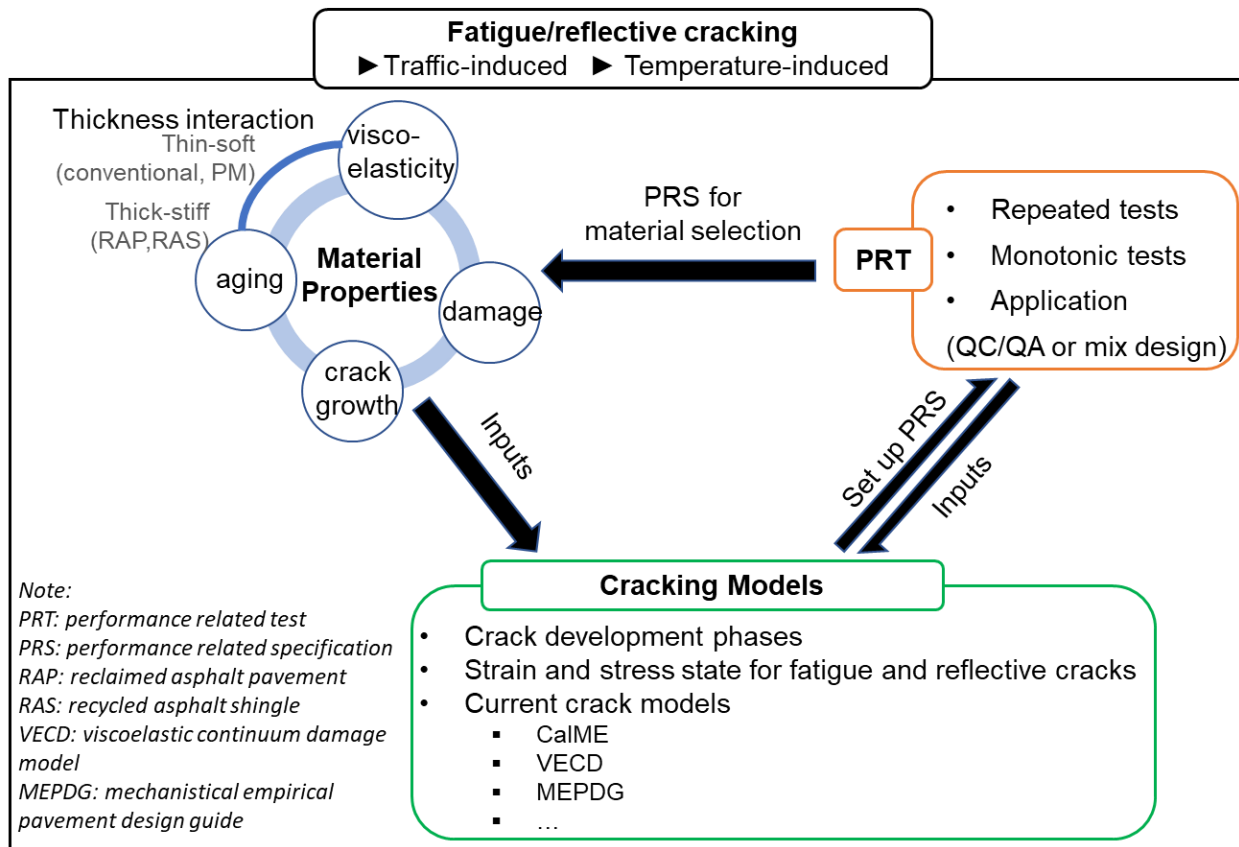 Fatigue/reflective cracking
► Traffic-induced ► Temperature-induced
Thickness interaction
Thin-soft
(conventional, PM)
Thick-stiff
(RAP,RAS)
visco-
elasticity
aging
Material
Properties
damage
crack
growth
PRS for
material selection
PRT
• Repeated tests
• Monotonic tests
• Application
(QC/QA or mix design)
Inputs
Set up PRS
Inputs
Cracking Models
• Crack development phases
• Strain and stress state for fatigue and reflective cracks
• Current crack models
▪ CalME
▪ VECD
▪ MEPDG
▪ ...
Note:
PRT: performance related test
PRS: performance related specification
RAP: reclaimed asphalt pavement
RAS: recycled asphalt shingle
VECD: viscoelastic continuum damage
model
MEPDG: mechanistical empirical
pavement design guide